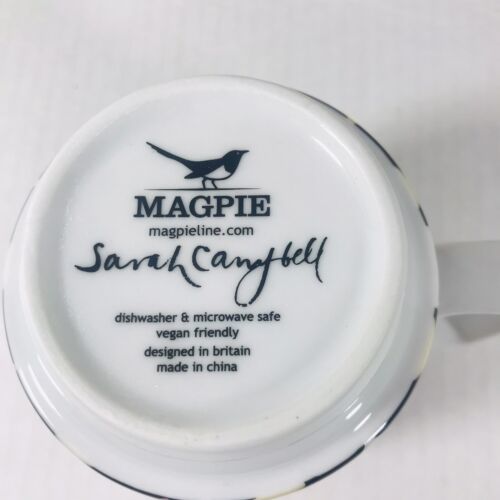 MAGPIE
magpieline.com
Sarah Campbell
dishwasher & microwave safe
vegan friendly
designed in britain
made in china